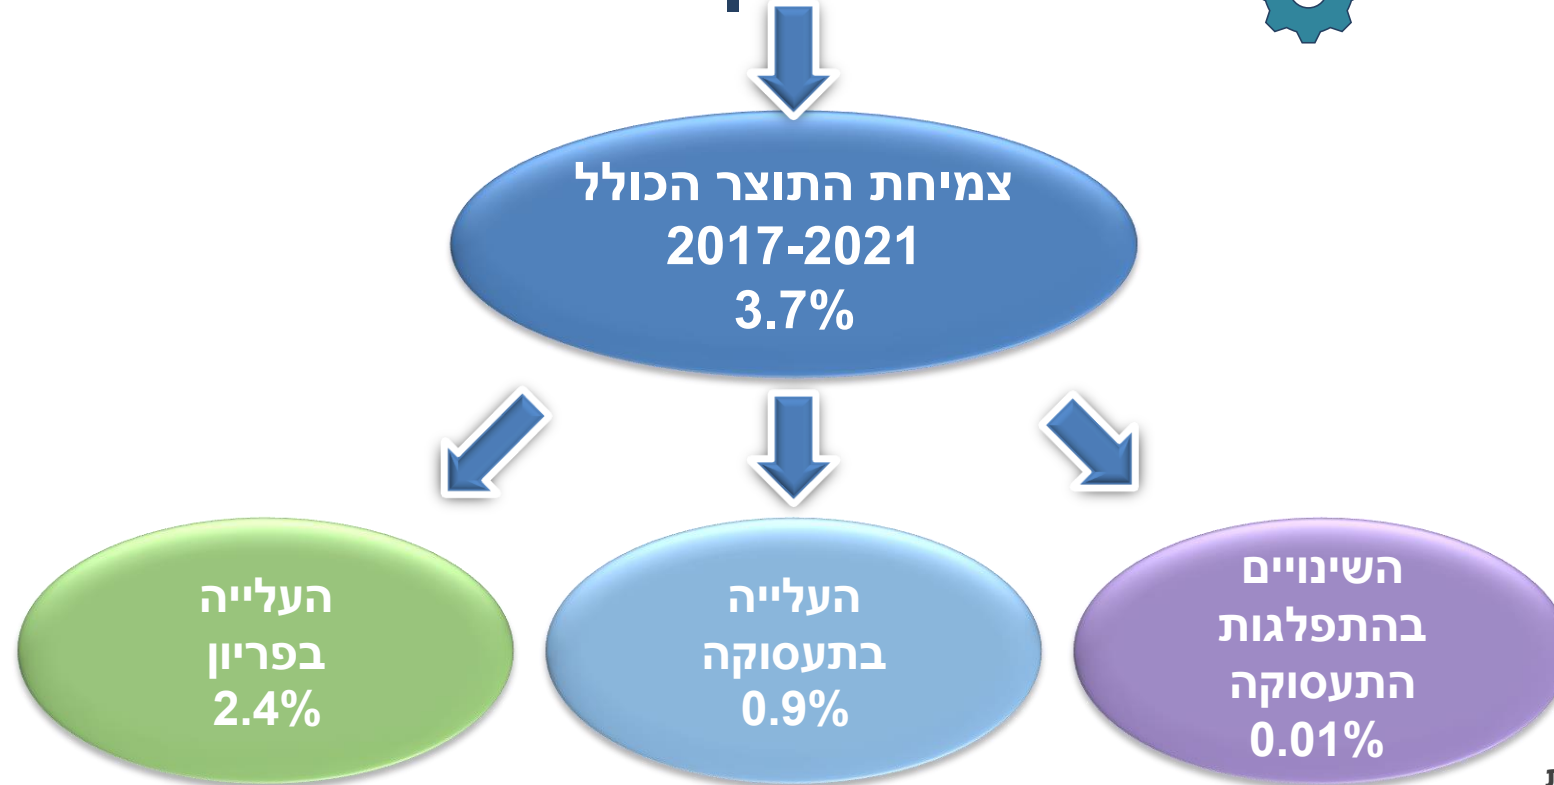 צמיחת התוצר הכולל
2017-2021
3.7%
השינויים
בהתפלגות
התעסוקה
0.01%
העלייה
בתעסוקה
0.9%
העלייה
בפריון
2.4%